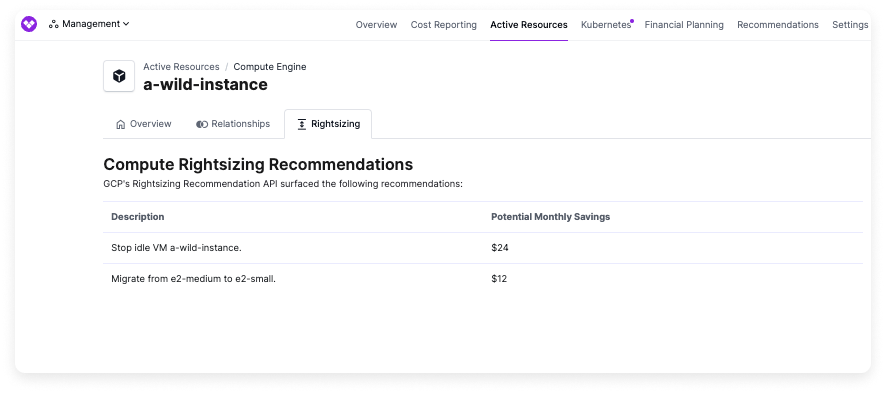 Management
Overview Cost Reporting Active Resources Kubernetes Financial Planning Recommendations Settings
Active Resources / Compute Engine
a-wild-instance
Overview Relationships Rightsizing
Compute Rightsizing Recommendations
GCP's Rightsizing Recommendation API surfaced the following recommendations:
Description Potential Monthly Savings
Stop idle VM a-wild-instance. $24
Migrate from e2-medium to e2-small. $12